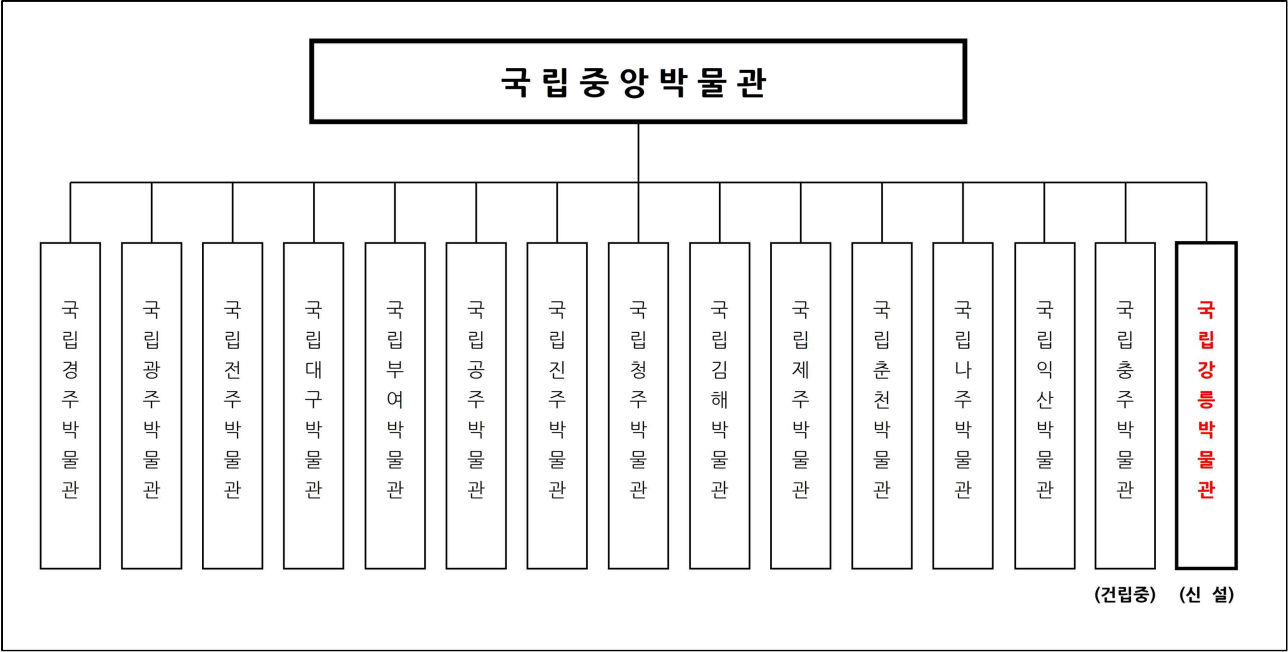 국립중앙박물관
국립경주박물관
국립광주박물관
국립전주박물관
국립대구박물관
국립부여박물관
국립공주박물관
국립진주박물관
국립청주박물관
국립김해박물관
국립제주박물관
국립춘천박물관
국립나주박물관
국립익산박물관
국립충주박물관
국립강릉박물관
(건립중)
(신 설)